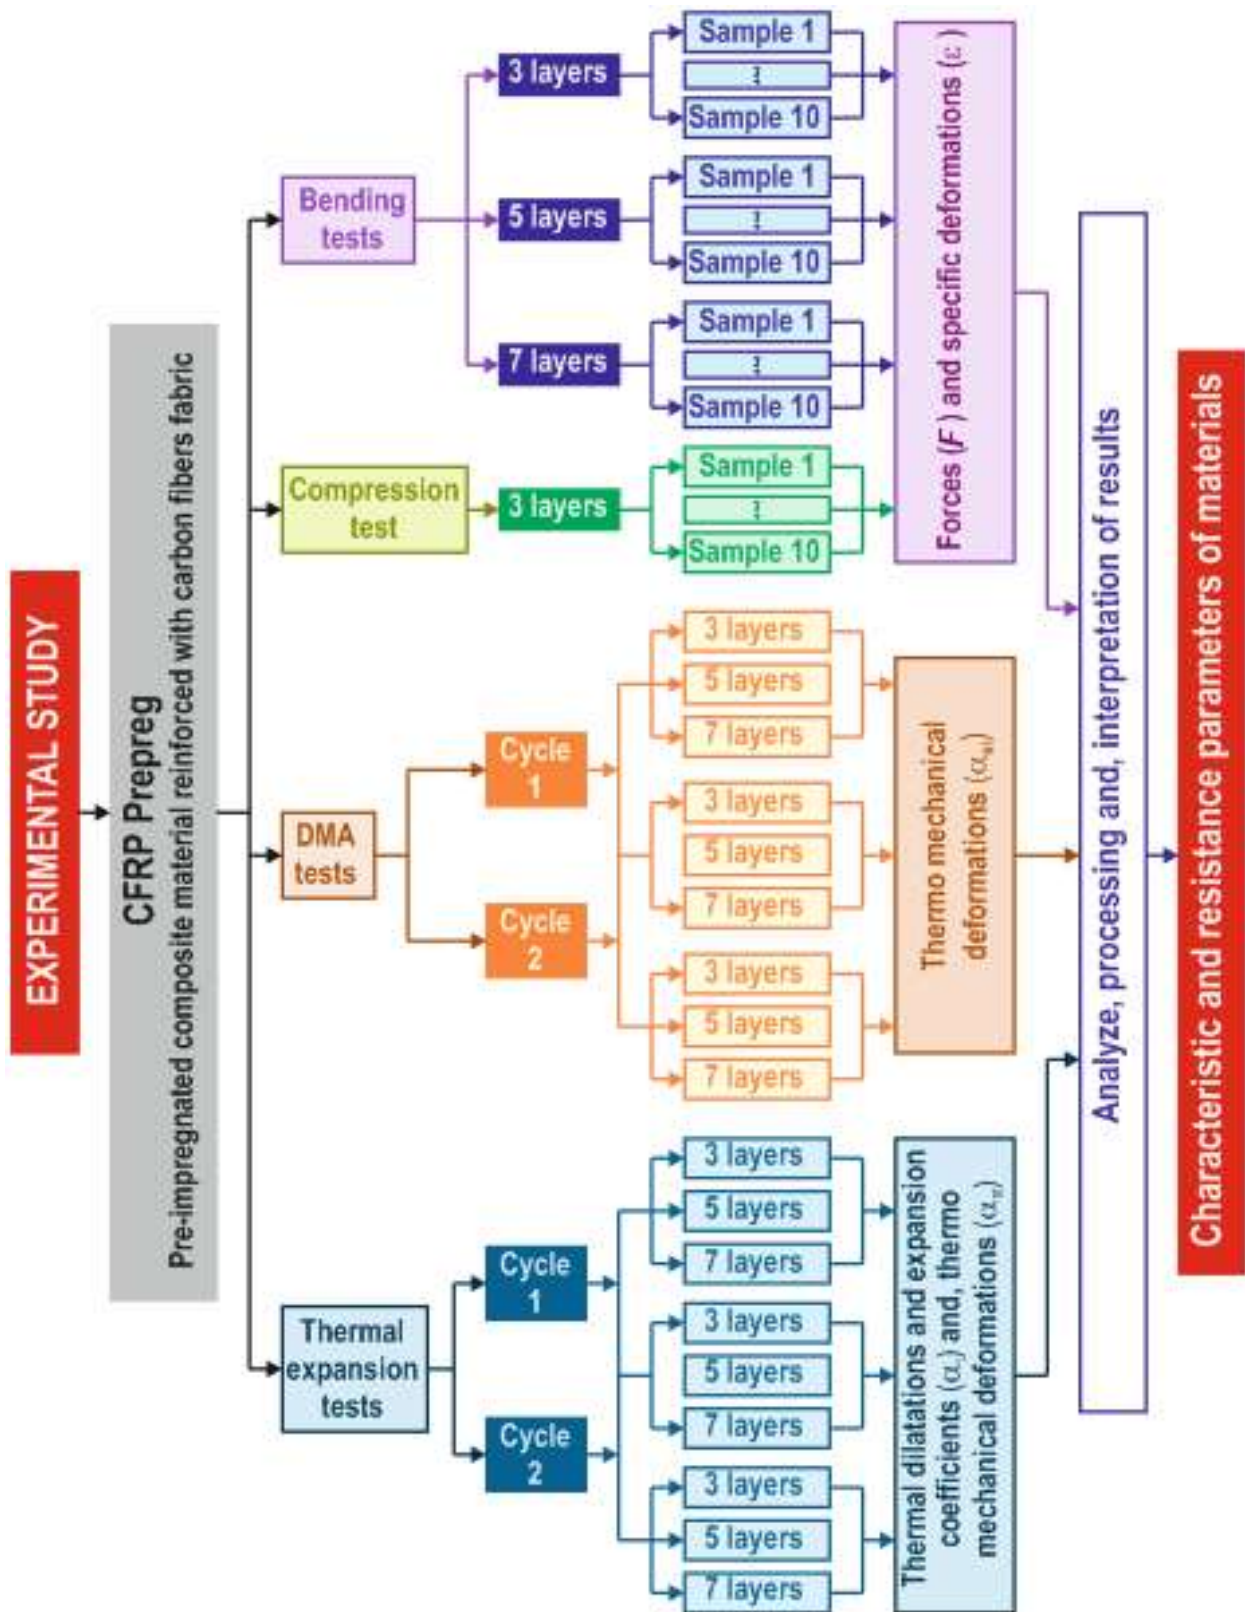 EXPERIMENTAL STUDY
CFRP Prepreg
Pre-impregnated composite material reinforced with carbon fibers fabric
Bending
tests
3 layers
Sample 1
Sample 10
5 layers
Sample 1
Sample 10
7 layers
Sample 1
Sample 10
Compression
test
3 layers
Sample 1
Sample 10
Forces (F) and specific deformations (ε)
DMA
tests
Cycle
1
Cycle
2
3 layers
5 layers
7 layers
3 layers
5 layers
7 layers
3 layers
5 layers
7 layers
Thermo mechanical
deformations
Thermal
expansion
tests
Cycle
1
Cycle
2
3 layers
5 layers
7 layers
3 layers
5 layers
7 layers
3 layers
5 layers
7 layers
Thermal dilatations and expansion
coefficients and, thermo
mechanical deformations
Analyze, processing and, interpretation of results
Characteristic and resistance parameters of materials